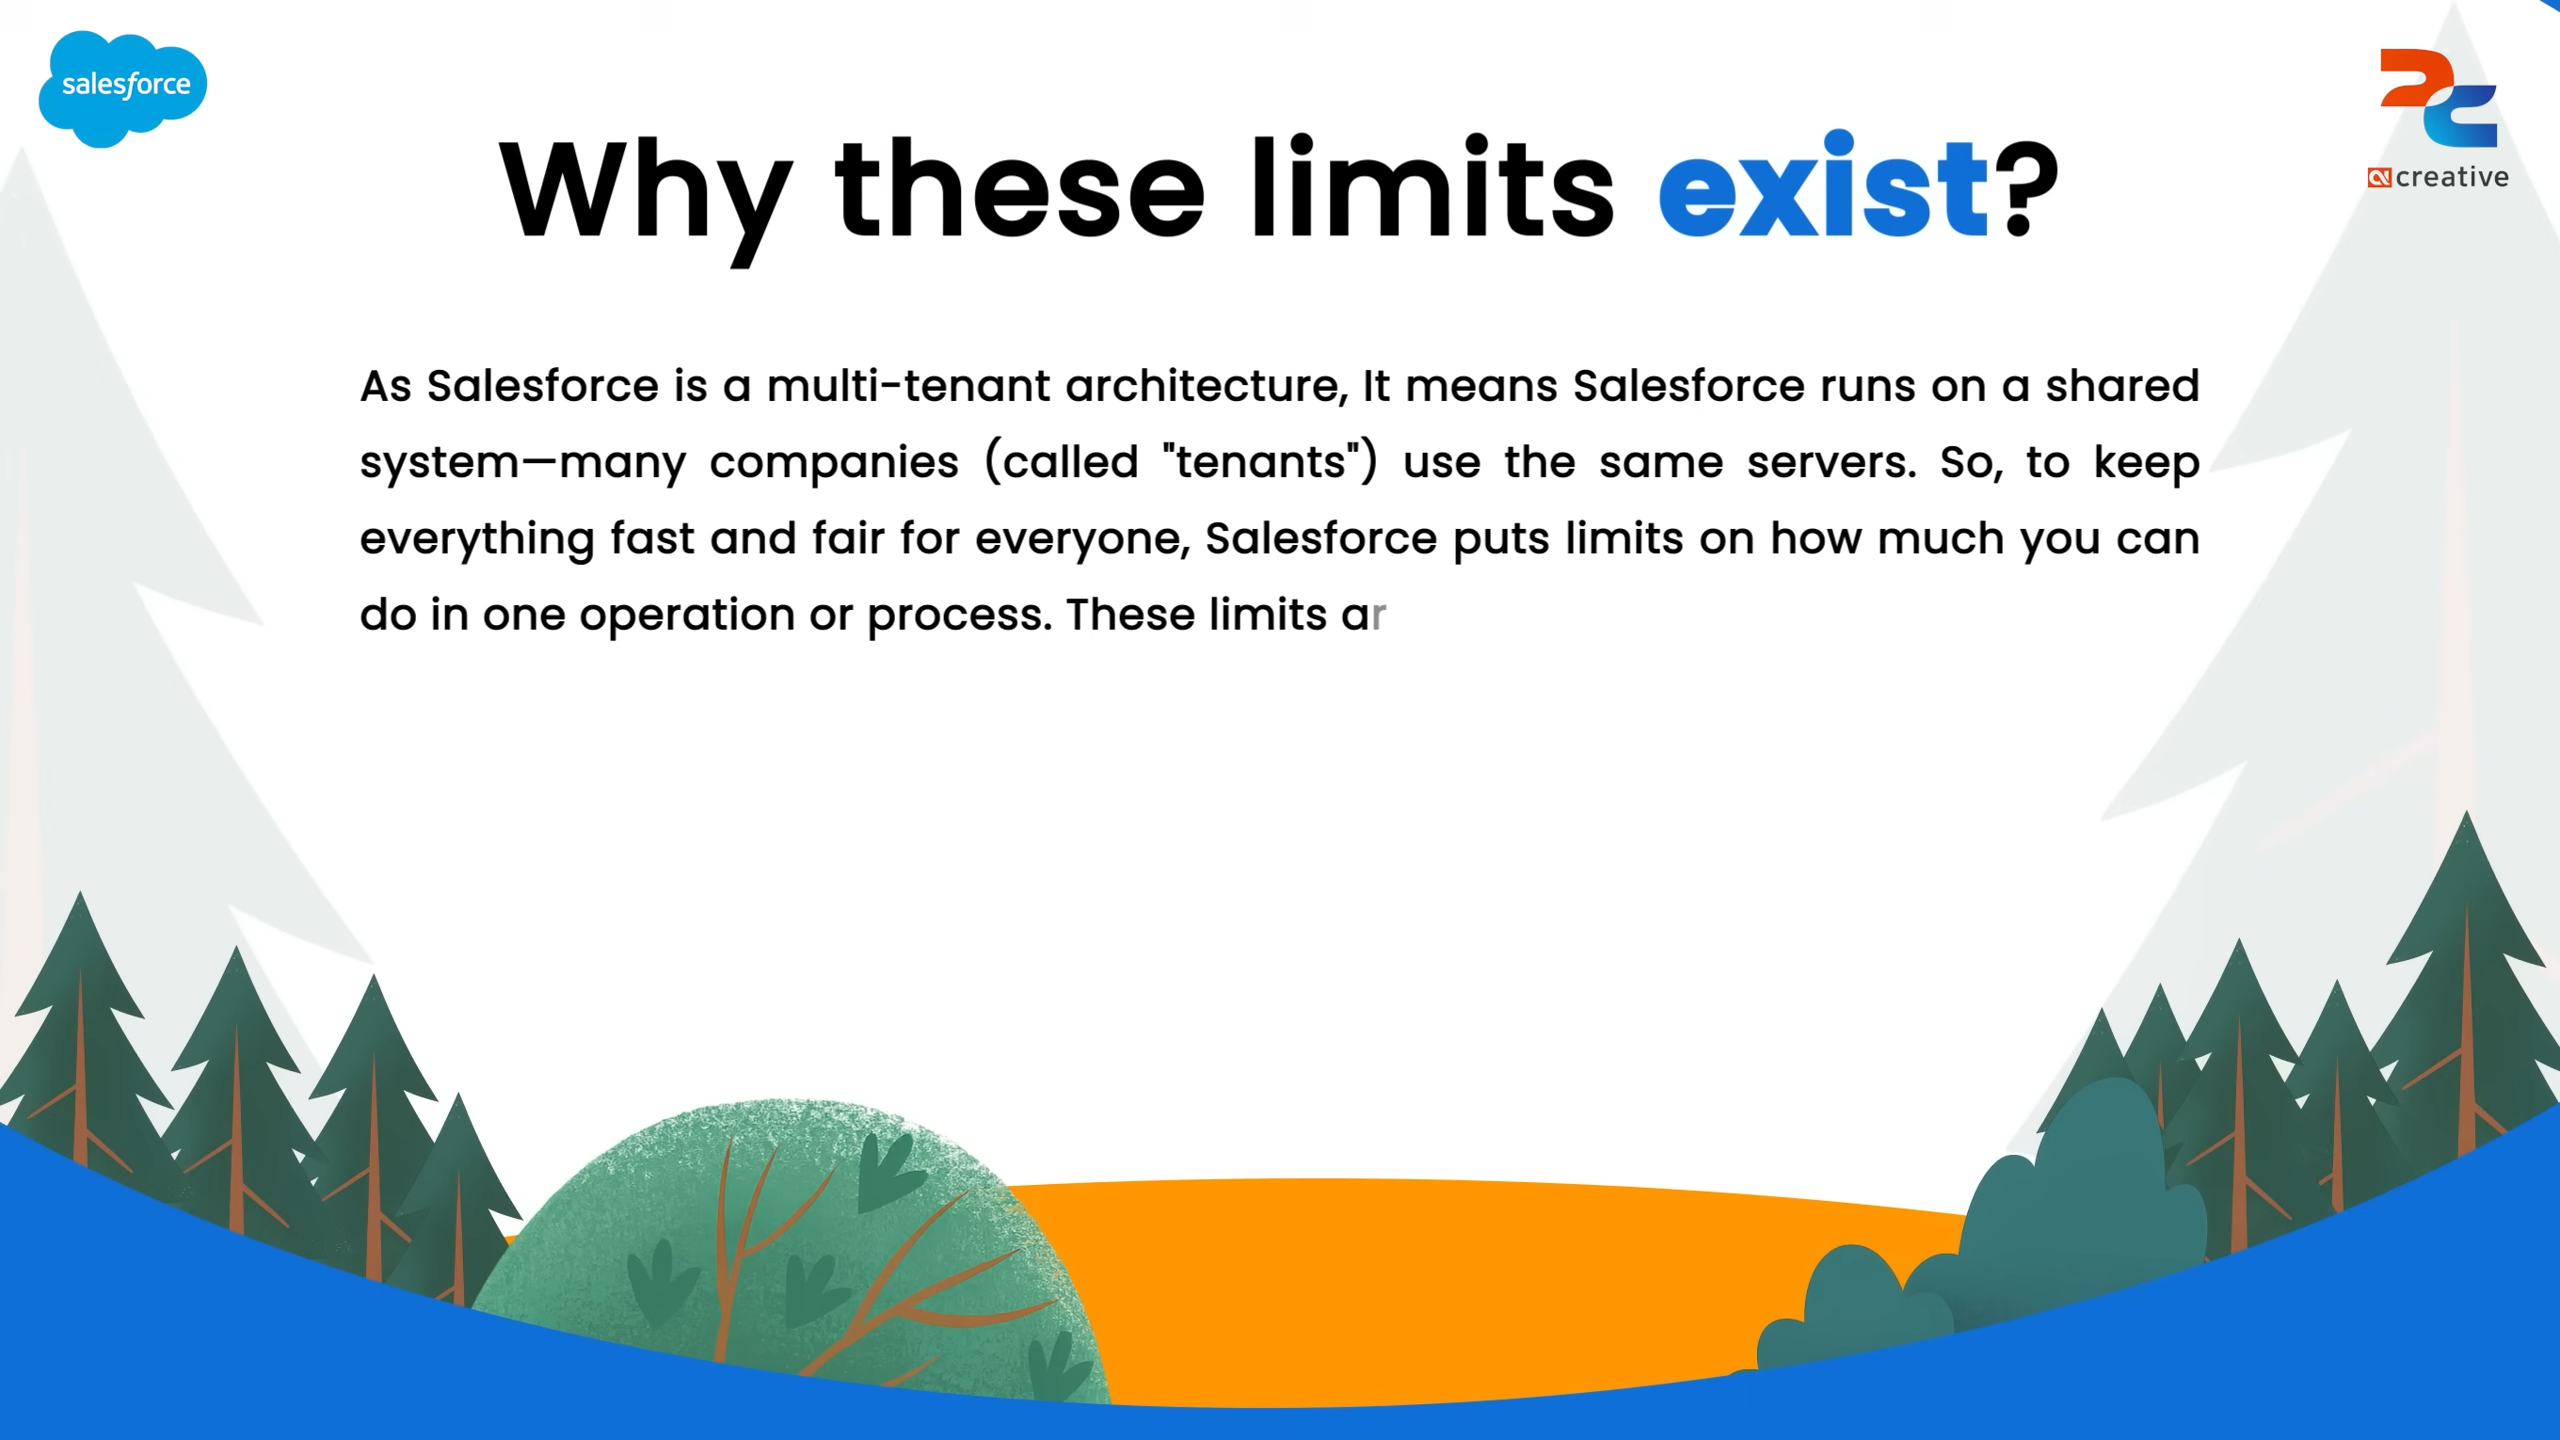 salesforce
creative
Why these limits exist?
As Salesforce is a multi-tenant architecture, It means Salesforce runs on a shared
system—many companies (called "tenants") use the same servers. So, to keep
everything fast and fair for everyone, Salesforce puts limits on how much you can
do in one operation or process. These limits ar